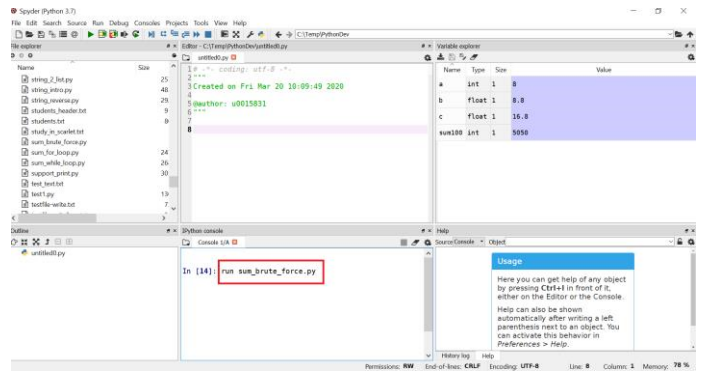 Spyder (Python 3.7)
File Edit Search Source Run Debug Consoles Projects Tools View Help
C:\Temp\PythonDev
File explorer
Name Size
string_2_list.py 25
string_intro.py 48
string_reverse.py 29
students_header.txt 9
students.txt 8
study_in_scarlet.txt
sum_brute_force.py
sum_for_loop.py 24
sum_while_loop.py 26
support_print.py 30
test_text.txt
test1.py 13
testfile-write.txt 7
Editor - C:\Temp\PythonDev\untitled0.py
untitled0.py
1 # -*- coding: utf-8 -*-
2 """
3 Created on Fri Mar 20 10:09:49 2020
4
5 @author: u0015831
6 """
7
8
Variable explorer
Name Type Size Value
a int 1 8
b float 1 8.8
c float 1 16.8
sum100 int 1 5050
Outline
untitled0.py
IPython console
Console 1/A
In [14]: run sum_brute_force.py
Help
Source Console Object
Usage
Here you can get help of any object
by pressing Ctrl+I in front of it,
either on the Editor or the Console.
Help can also be shown
automatically after writing a left
parenthesis next to an object. You
can activate this behavior in
Preferences > Help.
History log Help
Permissions: RW End-of-lines: CRLF Encoding: UTF-8 Line: 8 Column: 1 Memory: 78 %